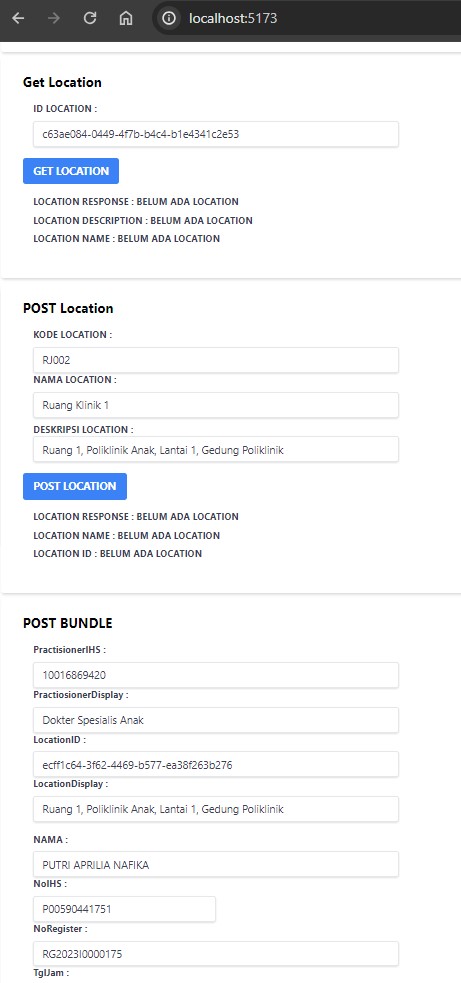 localhost:5173
Get Location
ID LOCATION :
c63ae084-0449-4f7b-b4c4-b1e4341c2e53
GET LOCATION
LOCATION RESPONSE : BELUM ADA LOCATION
LOCATION DESCRIPTION : BELUM ADA LOCATION
LOCATION NAME : BELUM ADA LOCATION
POST Location
KODE LOCATION :
RJ002
NAMA LOCATION :
Ruang Klinik 1
DESKRIPSI LOCATION :
Ruang 1, Poliklinik Anak, Lantai 1, Gedung Poliklinik
POST LOCATION
LOCATION RESPONSE : BELUM ADA LOCATION
LOCATION NAME : BELUM ADA LOCATION
LOCATION ID : BELUM ADA LOCATION
POST BUNDLE
PractisionerIHS :
10016869420
PractiosionerDisplay :
Dokter Spesialis Anak
LocationID :
ecff1c64-3f62-4469-b577-ea38f263b276
LocationDisplay :
Ruang 1, Poliklinik Anak, Lantai 1, Gedung Poliklinik
NAMA :
PUTRI APRILIA NAFIKA
NoIHS :
P00590441751
NoRegister :
RG2023I0000175
TglJam :